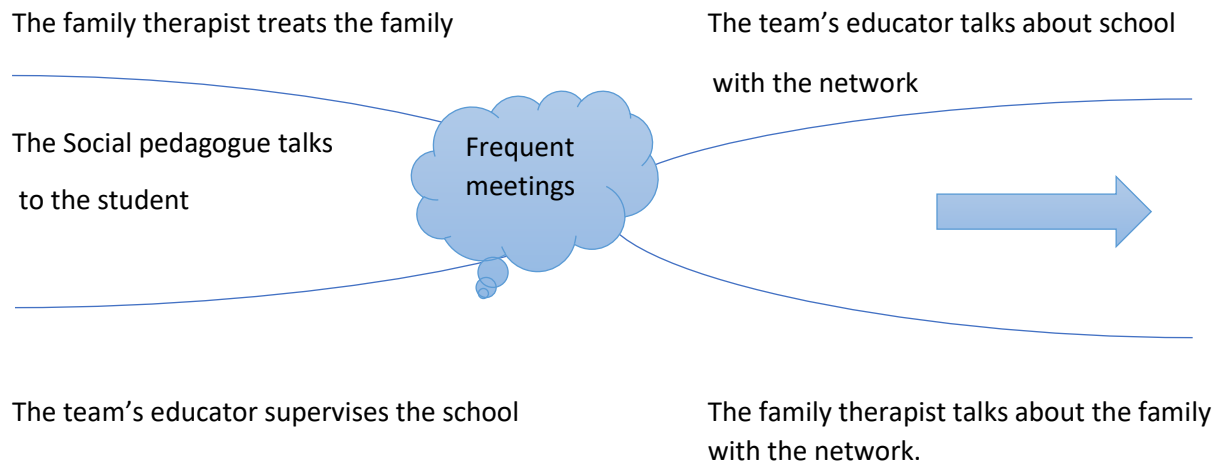 The family therapist treats the family
The team’s educator talks about school
with the network
The Social pedagogue talks
to the student
Frequent
meetings
The team’s educator supervises the school
The family therapist talks about the family
with the network.